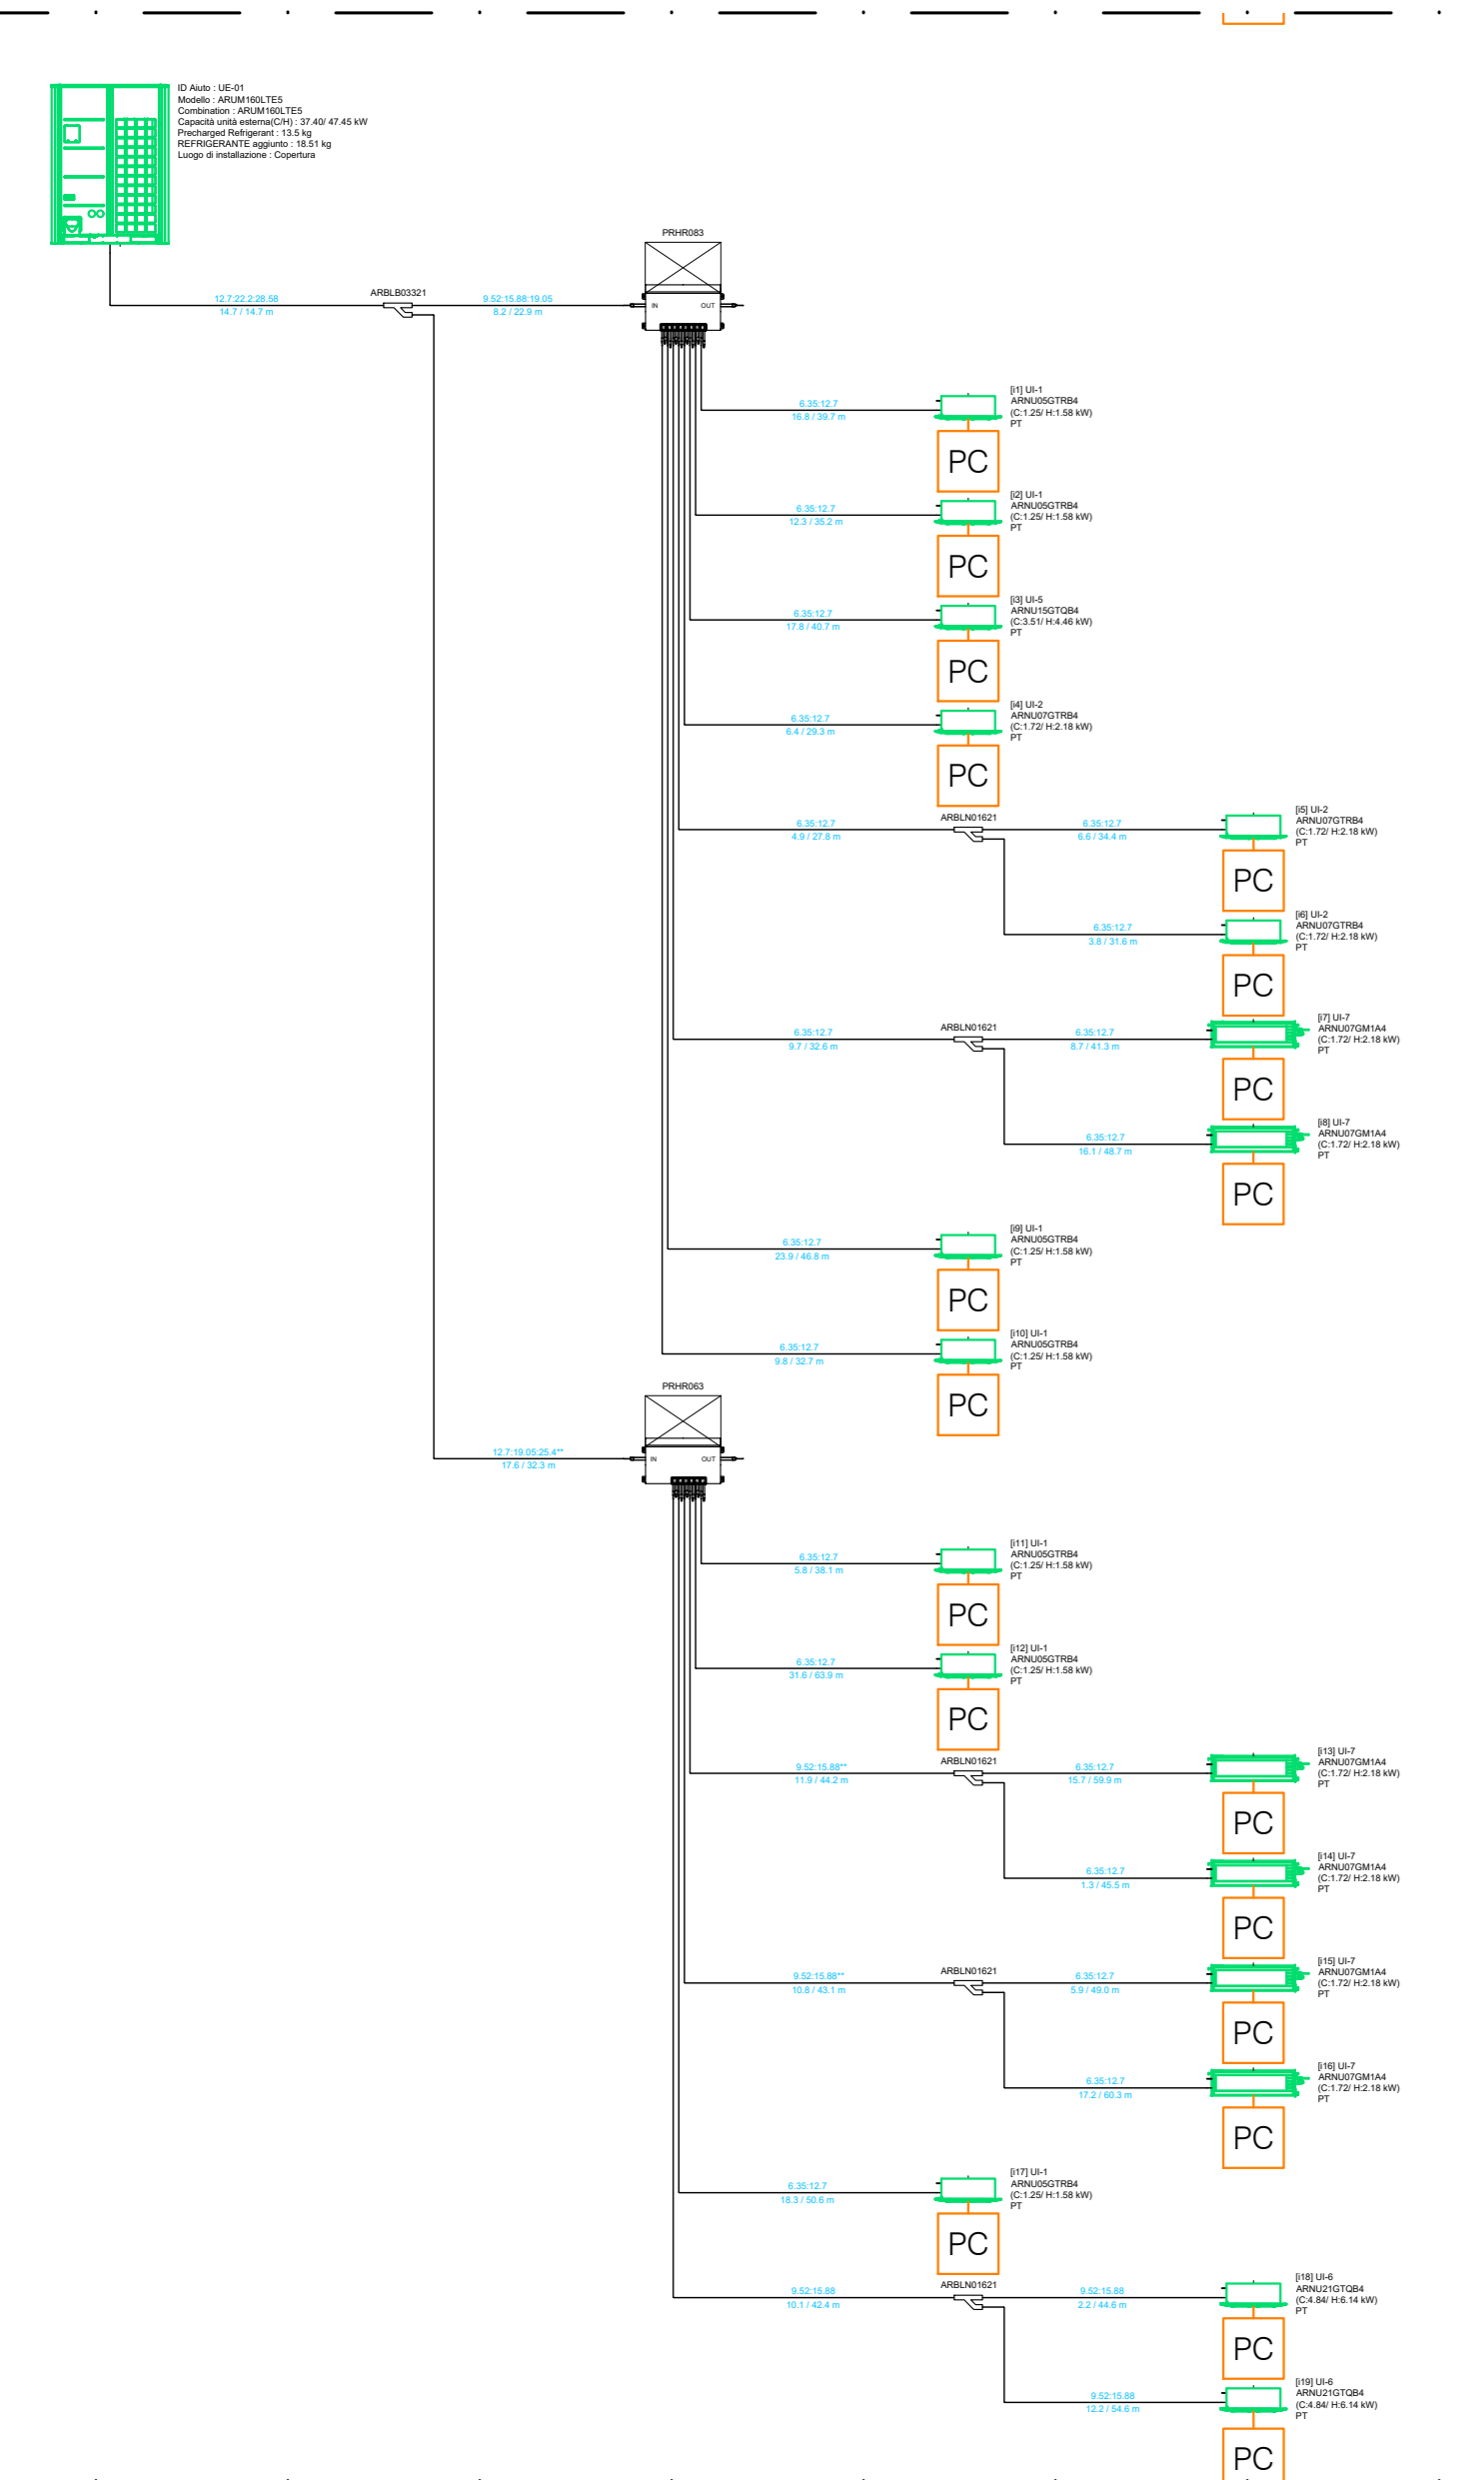 ID Aiuto : UE-01
Modello : ARUM160LTE5
Combination : ARUM160LTE5
Capacità unità esterna(C/H) : 37.40/ 47.45 kW
Precharged Refrigerant : 13.5 kg
REFRIGERANTE aggiunto : 18.51 kg
Luogo di installazione : Copertura
PRHR083
12.7:22.2:28.58
14.7 / 14.7 m
ARBLB03321
9.52:15.88:19.05
8.2 / 22.9 m
IN
OUT
6.35:12.7
16.8 / 39.7 m
[i1] UI-1
ARNU05GTRB4
(C:1.25/ H:1.58 kW)
PT
PC
6.35:12.7
12.3 / 35.2 m
[i2] UI-1
ARNU05GTRB4
(C:1.25/ H:1.58 kW)
PT
PC
6.35:12.7
17.8 / 40.7 m
[i3] UI-5
ARNU15GTQB4
(C:3.51/ H:4.46 kW)
PT
PC
6.35:12.7
6.4 / 29.3 m
[i4] UI-2
ARNU07GTRB4
(C:1.72/ H:2.18 kW)
PT
PC
6.35:12.7
4.9 / 27.8 m
ARBLN01621
6.35:12.7
6.6 / 34.4 m
[i5] UI-2
ARNU07GTRB4
(C:1.72/ H:2.18 kW)
PT
PC
6.35:12.7
3.8 / 31.6 m
[i6] UI-2
ARNU07GTRB4
(C:1.72/ H:2.18 kW)
PT
PC
6.35:12.7
9.7 / 32.6 m
ARBLN01621
6.35:12.7
8.7 / 41.3 m
[i7] UI-7
ARNU07GM1A4
(C:1.72/ H:2.18 kW)
PT
PC
6.35:12.7
16.1 / 48.7 m
[i8] UI-7
ARNU07GM1A4
(C:1.72/ H:2.18 kW)
PT
PC
6.35:12.7
23.9 / 46.8 m
[i9] UI-1
ARNU05GTRB4
(C:1.25/ H:1.58 kW)
PT
PC
6.35:12.7
9.8 / 32.7 m
[i10] UI-1
ARNU05GTRB4
(C:1.25/ H:1.58 kW)
PT
PC
PRHR063
12.7:19.05:25.4**
17.6 / 32.3 m
IN
OUT
6.35:12.7
5.8 / 38.1 m
[i11] UI-1
ARNU05GTRB4
(C:1.25/ H:1.58 kW)
PT
PC
6.35:12.7
31.6 / 63.9 m
[i12] UI-1
ARNU05GTRB4
(C:1.25/ H:1.58 kW)
PT
PC
9.52:15.88**
11.9 / 44.2 m
ARBLN01621
6.35:12.7
15.7 / 59.9 m
[i13] UI-7
ARNU07GM1A4
(C:1.72/ H:2.18 kW)
PT
PC
6.35:12.7
1.3 / 45.5 m
[i14] UI-7
ARNU07GM1A4
(C:1.72/ H:2.18 kW)
PT
PC
9.52:15.88**
10.8 / 43.1 m
ARBLN01621
6.35:12.7
5.9 / 49.0 m
[i15] UI-7
ARNU07GM1A4
(C:1.72/ H:2.18 kW)
PT
PC
6.35:12.7
17.2 / 60.3 m
[i16] UI-7
ARNU07GM1A4
(C:1.72/ H:2.18 kW)
PT
PC
6.35:12.7
18.3 / 50.6 m
[i17] UI-1
ARNU05GTRB4
(C:1.25/ H:1.58 kW)
PT
PC
9.52:15.88
10.1 / 42.4 m
ARBLN01621
9.52:15.88
2.2 / 44.6 m
[i18] UI-6
ARNU21GTQB4
(C:4.84/ H:6.14 kW)
PT
PC
9.52:15.88
12.2 / 54.6 m
[i19] UI-6
ARNU21GTQB4
(C:4.84/ H:6.14 kW)
PT
PC